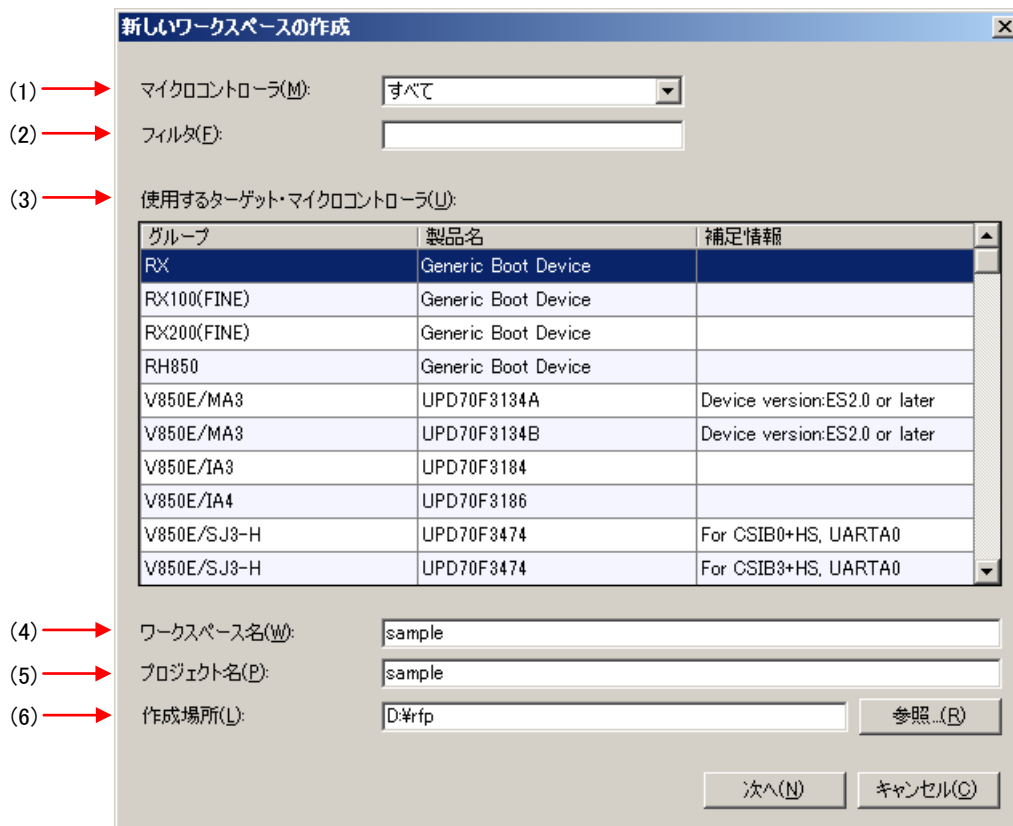 新しいワークスペースの作成
(1) マイクロコントローラ(M): すべて
(2) フィルタ(F):
(3) 使用するターゲット・マイクロコントローラ(U):
グループ 製品名 補足情報
RX Generic Boot Device
RX100(FINE) Generic Boot Device
RX200(FINE) Generic Boot Device
RH850 Generic Boot Device
V850E/MA3 UPD70F3134A Device version:ES2.0 or later
V850E/MA3 UPD70F3134B Device version:ES2.0 or later
V850E/IA3 UPD70F3184
V850E/IA4 UPD70F3186
V850E/SJ3-H UPD70F3474 For CSIB0+HS, UARTA0
V850E/SJ3-H UPD70F3474 For CSIB3+HS, UARTA0
(4) ワークスペース名(W): sample
(5) プロジェクト名(P): sample
(6) 作成場所(L): D:¥rfp 参照...(R)
次へ(N) キャンセル(C)